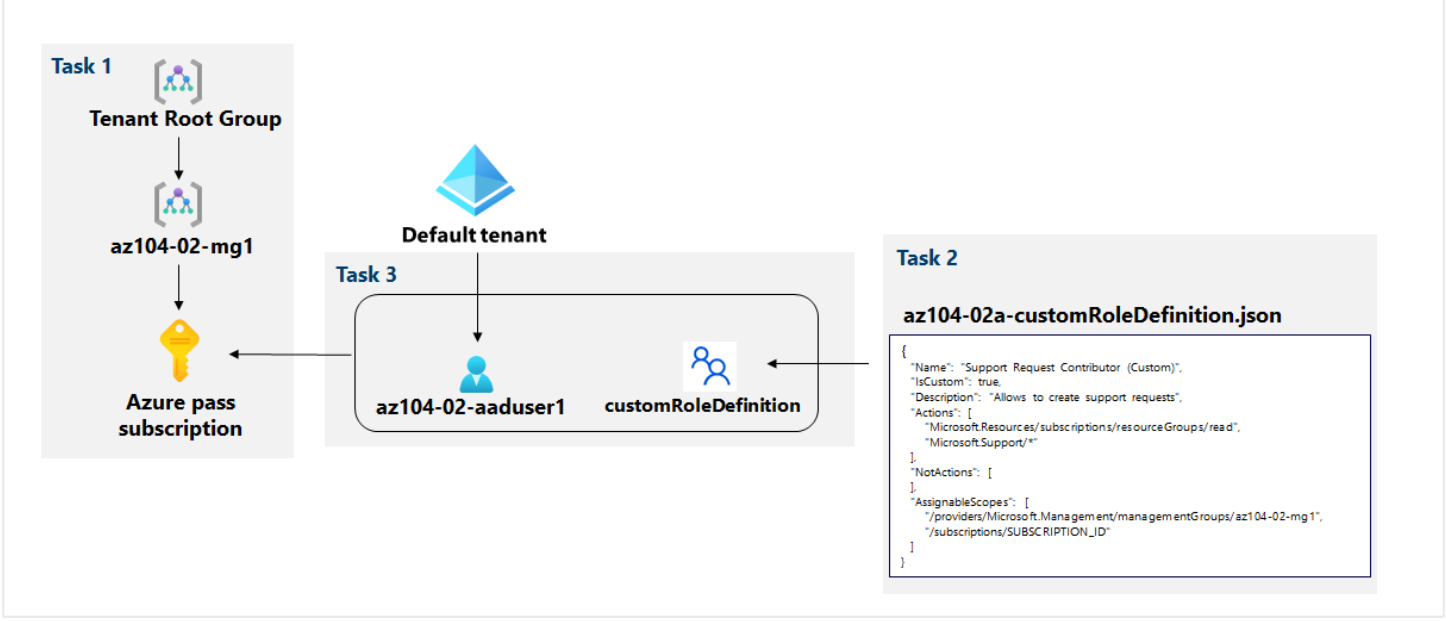 Task 1
Tenant Root Group
az104-02-mg1
Azure pass
subscription
Default tenant
Task 3
az104-02-aaduser1
customRoleDefinition
Task 2
az104-02a-customRoleDefinition.json
{
"Name": "Support Request Contributor (Custom)",
"IsCustom": true,
"Description": "Allows to create support requests",
"Actions": [
"Microsoft.Resources/subscriptions/resourceGroups/read",
"Microsoft.Support/*"
],
"NotActions": [
],
"AssignableScopes": [
"/providers/Microsoft.Management/managementGroups/az104-02-mg1",
"/subscriptions/SUBSCRIPTION_ID"
]
}